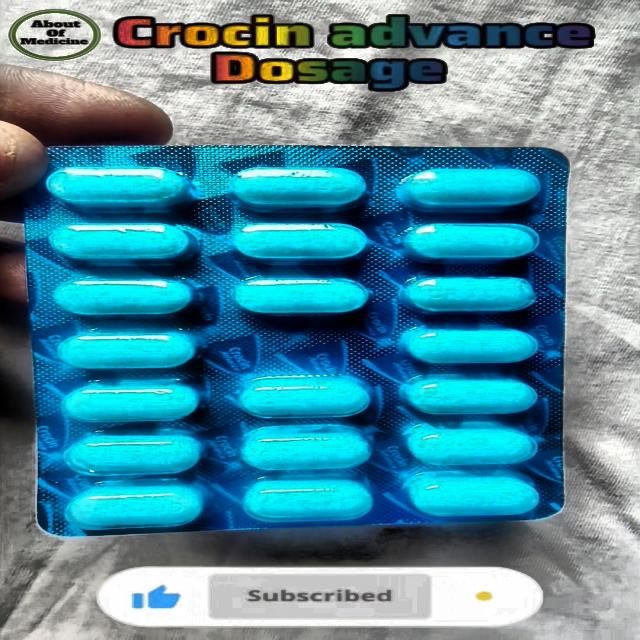 About
Of
Medicine
Crocin advance
Dosage
Subscribed